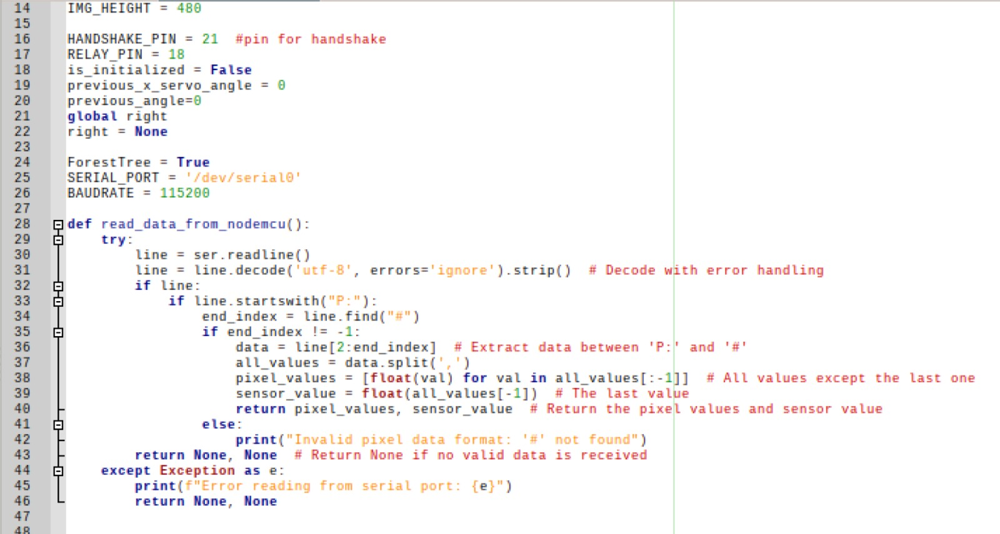 14 IMG_HEIGHT = 480
15
16 HANDSHAKE_PIN = 21  #pin for handshake
17 RELAY_PIN = 18
18 is_initialized = False
19 previous_x_servo_angle = 0
20 previous_angle=0
21 global right
22 right = None
23
24 ForestTree = True
25 SERIAL_PORT = '/dev/serial0'
26 BAUDRATE = 115200
27
28 def read_data_from_nodemcu():
29     try:
30         line = ser.readline()
31         line = line.decode('utf-8', errors='ignore').strip()  # Decode with error handling
32         if line:
33             if line.startswith("P:"):
34                 end_index = line.find("#")
35                 if end_index != -1:
36                     data = line[2:end_index]  # Extract data between 'P:' and '#'
37                     all_values = data.split(',')
38                     pixel_values = [float(val) for val in all_values[:-1]]  # All values except the last one
39                     sensor_value = float(all_values[-1])  # The last value
40                     return pixel_values, sensor_value  # Return the pixel values and sensor value
41                 else:
42                     print("Invalid pixel data format: '#' not found")
43         return None, None  # Return None if no valid data is received
44     except Exception as e:
45         print(f"Error reading from serial port: {e}")
46         return None, None
47
48